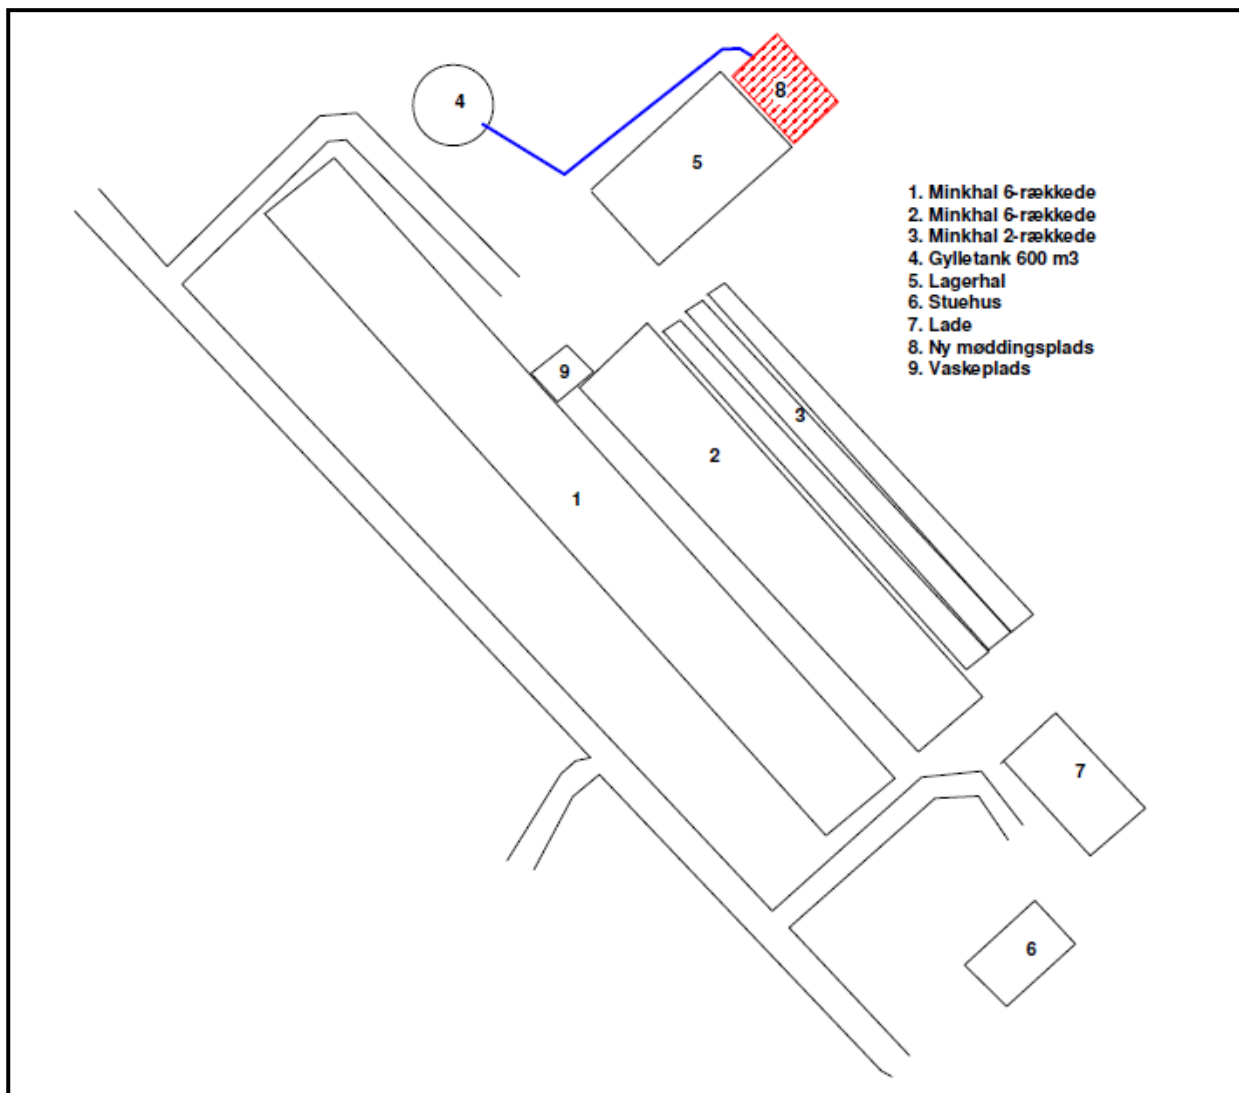 8
4
5
1. Minkhal 6-rækkede
2. Minkhal 6-rækkede
3. Minkhal 2-rækkede
4. Gylletank 600 m3
5. Lagerhal
6. Stuehus
7. Lade
8. Ny møddingsplads
9. Vaskeplads
9
3
2
1
7
6